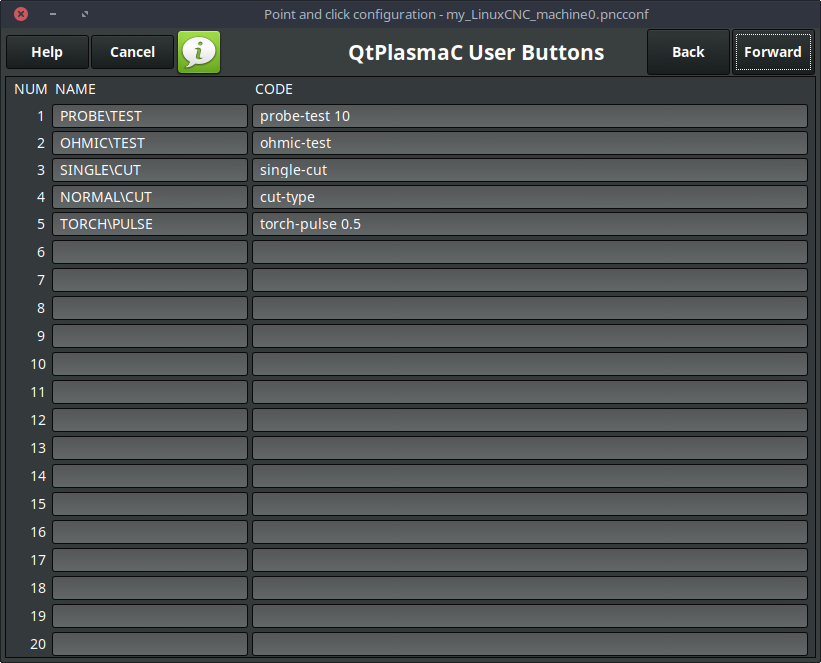 Point and click configuration - my_LinuxCNC_machine0.pncconf
Help Cancel QtPlasmaC User Buttons Back Forward
NUM NAME CODE
1 PROBE\TEST probe-test 10
2 OHMIC\TEST ohmic-test
3 SINGLE\CUT single-cut
4 NORMAL\CUT cut-type
5 TORCH\PULSE torch-pulse 0.5
6
7
8
9
10
11
12
13
14
15
16
17
18
19
20